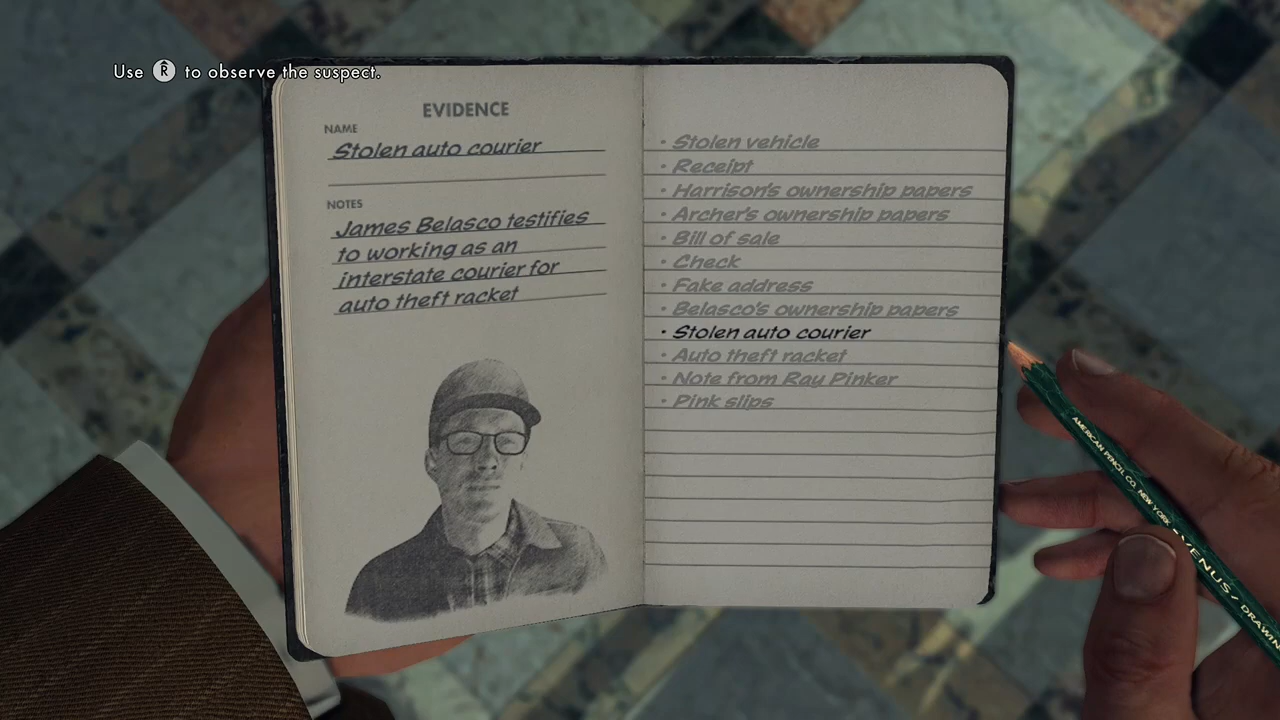 Use R to observe the suspect.
EVIDENCE
NAME
Stolen auto courier
NOTES
James Belasco testifies
to working as an
interstate courier for
auto theft racket
• Stolen vehicle
• Receipt
• Harrison's ownership papers
• Archer's ownership papers
• Bill of sale
• Check
• Fake address
• Belasco's ownership papers
• Stolen auto courier
• Auto theft racket
• Note from Ray Pinker
• Pink slips
AMERICAN PENCIL CO. NEW YORK VENUS/ DRAWIN